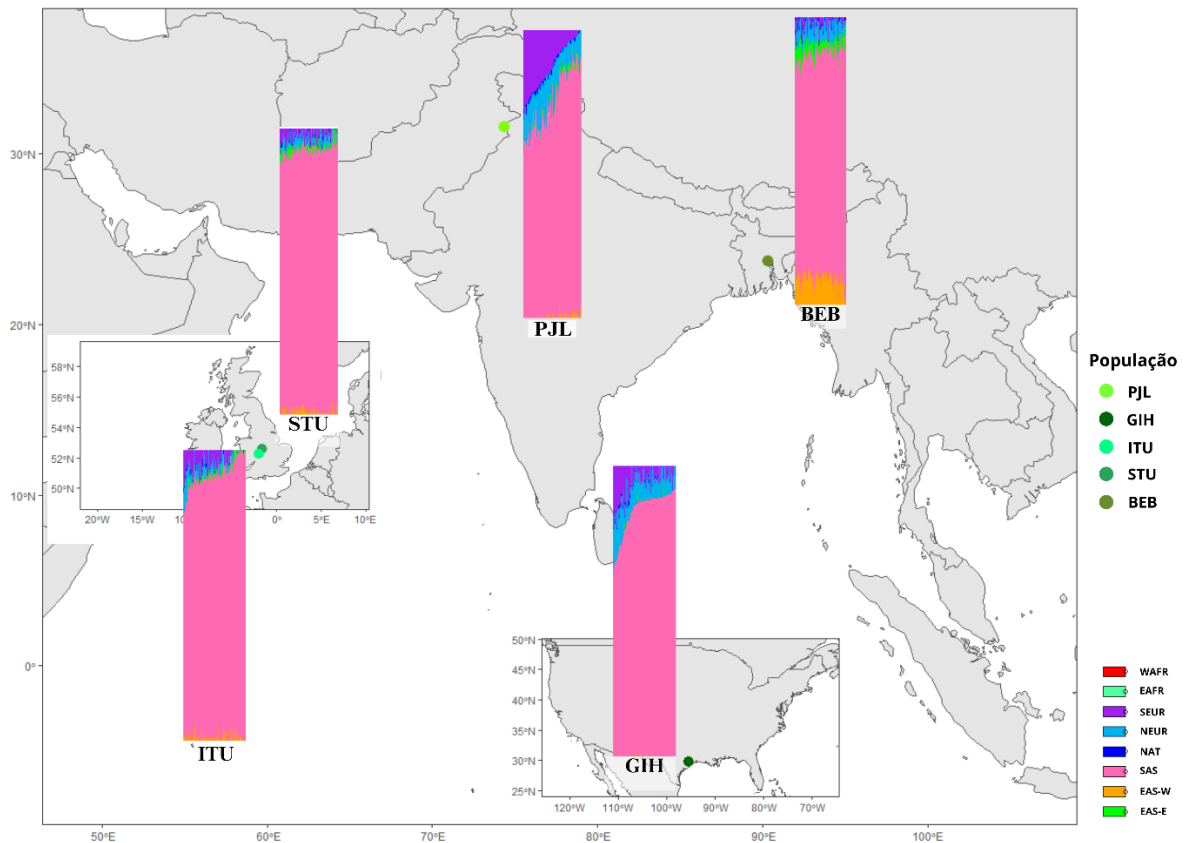 30°N
20°N
10°N
0°
50°E
60°E
70°E
80°E
90°E
100°E
PJL
BEB
STU
ITU
GIH
58°N
56°N
54°N
52°N
50°N
20°W
15°W
10
0°
5°E
10°E
50°N
45°N
40°N
35°N
30°N
25°N
120°W
110°W
100°W
90°W
80°W
70°W
População
PJL
GIH
ITU
STU
BEB
WAFR
EAFR
SEUR
NEUR
NAT
SAS
EAS-W
EAS-E